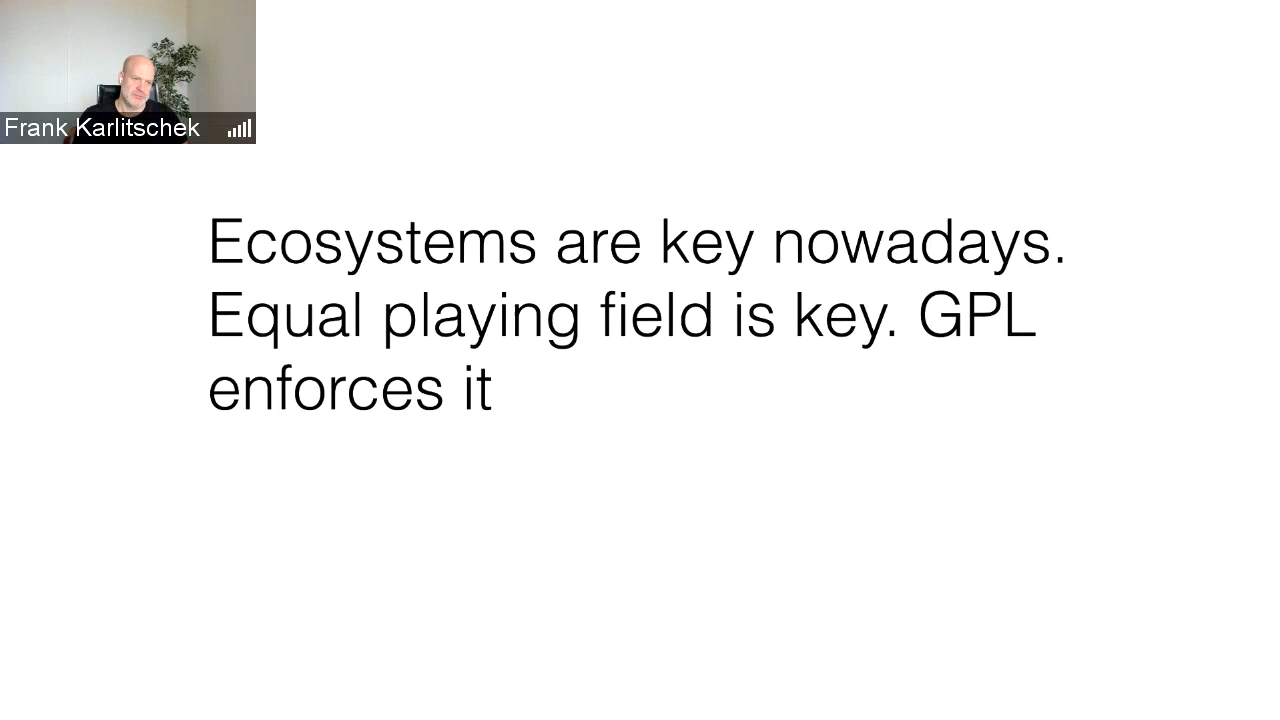 Frank Karlitschek
Ecosystems are key nowadays.
Equal playing field is key. GPL
enforces it